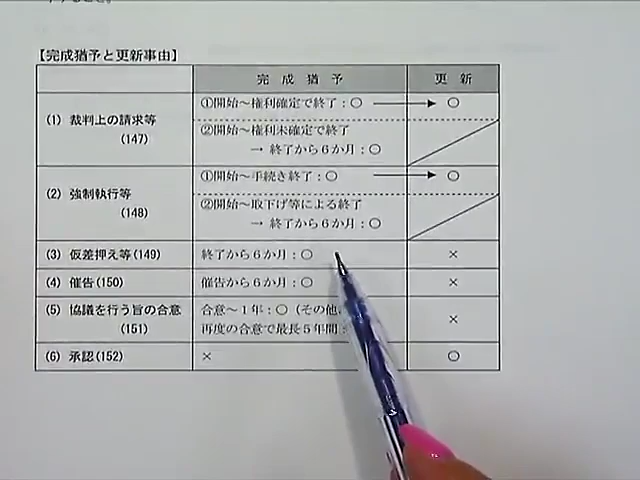 【完成猶予と更新事由】
完成猶予 更新
(1) 裁判上の請求等
(147)
①開始～権利確定で終了：○ → ○
②開始～権利未確定で終了
→ 終了から6か月：○
(2) 強制執行等
(148)
①開始～手続き終了：○ → ○
②開始～取下げ等による終了
→ 終了から6か月：○
(3) 仮差押え等(149) 終了から6か月：○ ×
(4) 催告(150) 催告から6か月：○ ×
(5) 協議を行う旨の合意
(151)
合意～1年：○（その他 ×
再度の合意で最長5年間：
(6) 承認(152) × ○